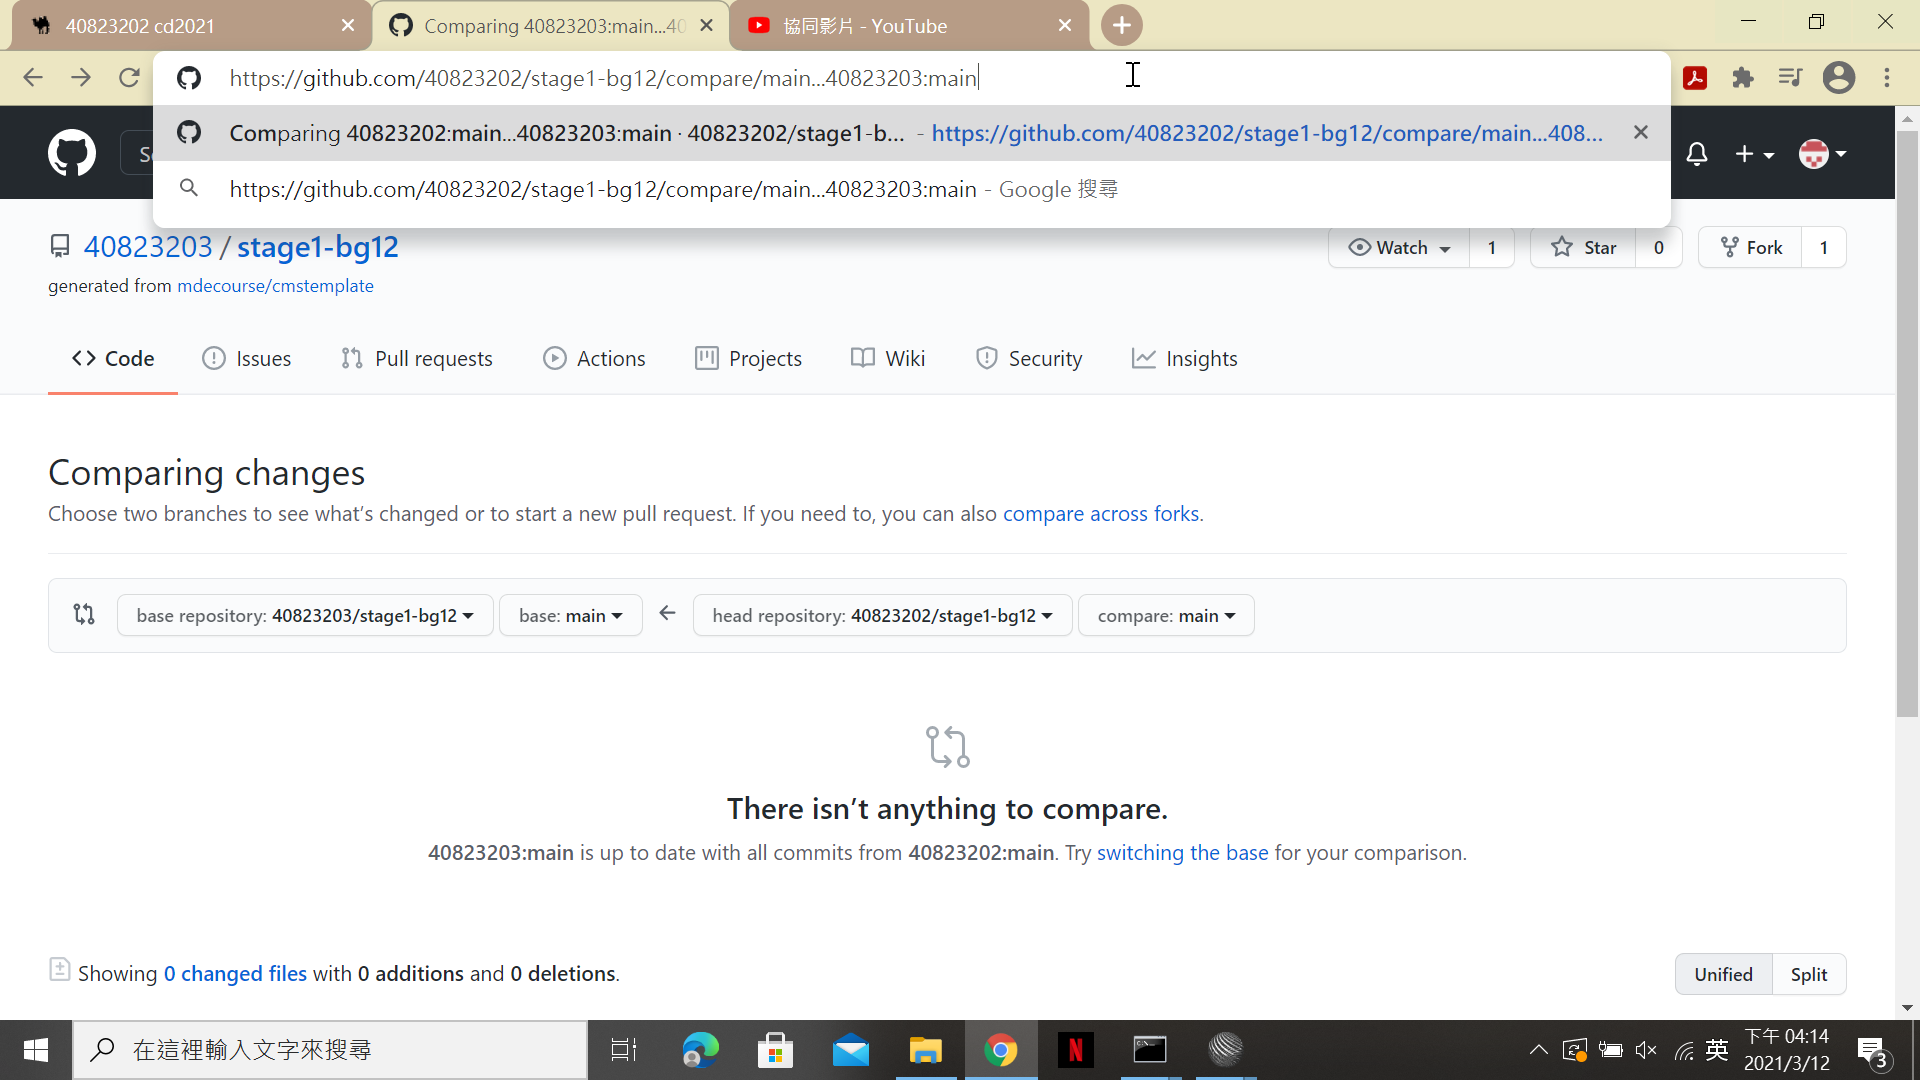 40823202 cd2021
Comparing 40823203:main...40
協同影片 - YouTube
https://github.com/40823202/stage1-bg12/compare/main...40823203:main
Comparing 40823202:main...40823203:main · 40823202/stage1-b... - https://github.com/40823202/stage1-bg12/compare/main...408...
https://github.com/40823202/stage1-bg12/compare/main...40823203:main - Google 搜尋
40823203 / stage1-bg12
generated from mdecourse/cmstemplate
Watch 1
Star 0
Fork 1
Code
Issues
Pull requests
Actions
Projects
Wiki
Security
Insights
Comparing changes
Choose two branches to see what's changed or to start a new pull request. If you need to, you can also compare across forks.
base repository: 40823203/stage1-bg12
base: main
head repository: 40823202/stage1-bg12
compare: main
There isn't anything to compare.
40823203:main is up to date with all commits from 40823202:main. Try switching the base for your comparison.
Showing 0 changed files with 0 additions and 0 deletions.
Unified
Split
在這裡輸入文字來搜尋
N
英
下午 04:14
2021/3/12
3